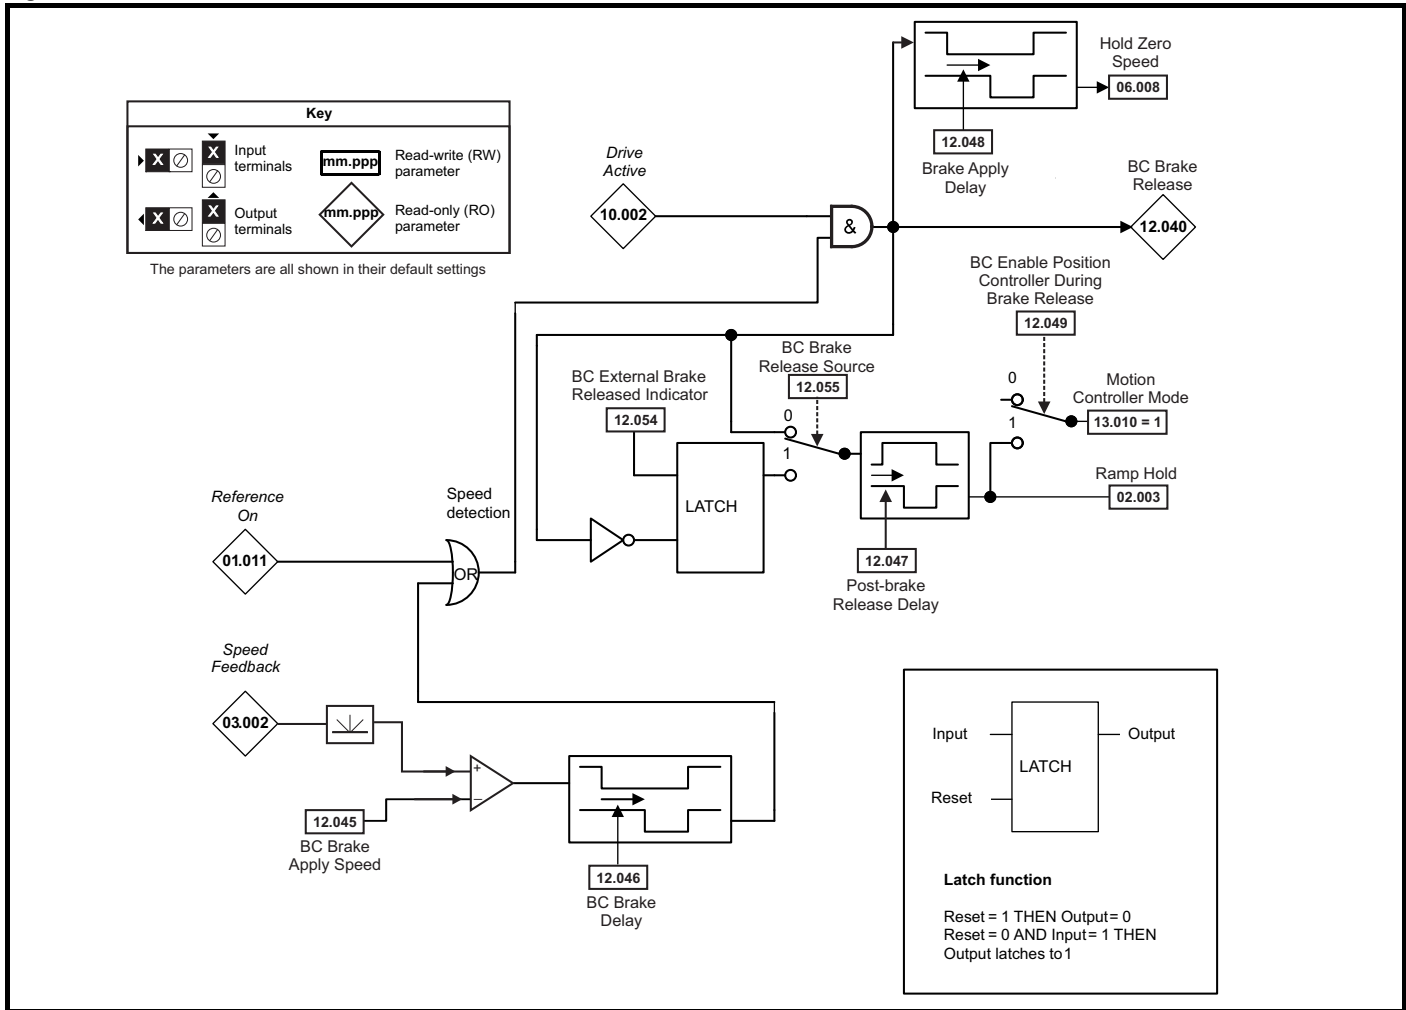 Hold Zero
Speed
06.008
12.048
Brake Apply
Delay
Key
X
X
Input
terminals
mm.ppp
Read-write (RW)
parameter
X
X
Output
terminals
mm.ppp
Read-only (RO)
parameter
The parameters are all shown in their default settings
Drive
Active
10.002
&
BC Brake
Release
12.040
BC Enable Position
Controller During
Brake Release
12.049
0
1
Motion
Controller Mode
13.010 = 1
BC Brake
Release Source
12.055
0
1
BC External Brake
Released Indicator
12.054
LATCH
Ramp Hold
02.003
12.047
Post-brake
Release Delay
Reference
On
01.011
Speed
detection
OR
Speed
Feedback
03.002
+
–
12.045
BC Brake
Apply Speed
12.046
BC Brake
Delay
Input
Output
LATCH
Reset
Latch function
Reset = 1 THEN Output = 0
Reset = 0 AND Input = 1 THEN
Output latches to 1